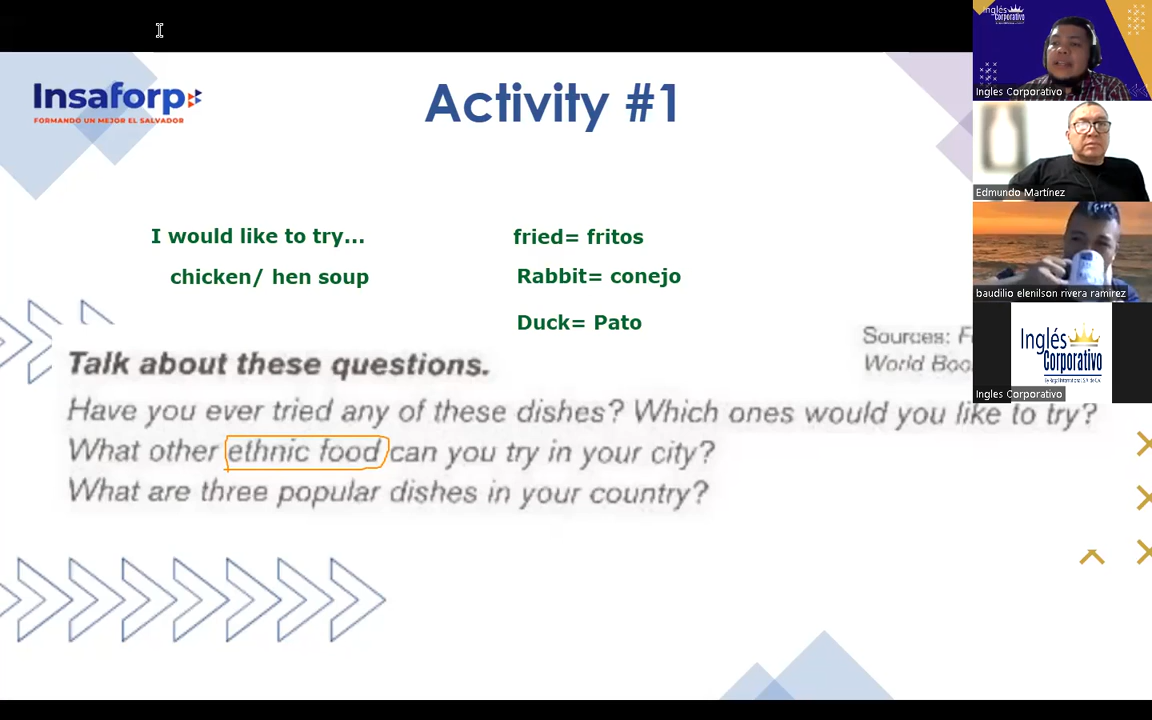 Insaforp
FORMANDO UN MEJOR EL SALVADOR
Activity #1
I would like to try...
chicken/ hen soup
fried= fritos
Rabbit= conejo
Duck= Pato
Sources:
World
Talk about these questions.
Have you ever tried any of these dishes? Which ones would you like to try?
What other ethnic food can you try in your city?
What are three popular dishes in your country?
Inglés
Corporativo
Ingles Corporativo
Edmundo Martínez
baudilio elenilson rivera ramirez
Inglés
Corporativo
Ingles Corporativo